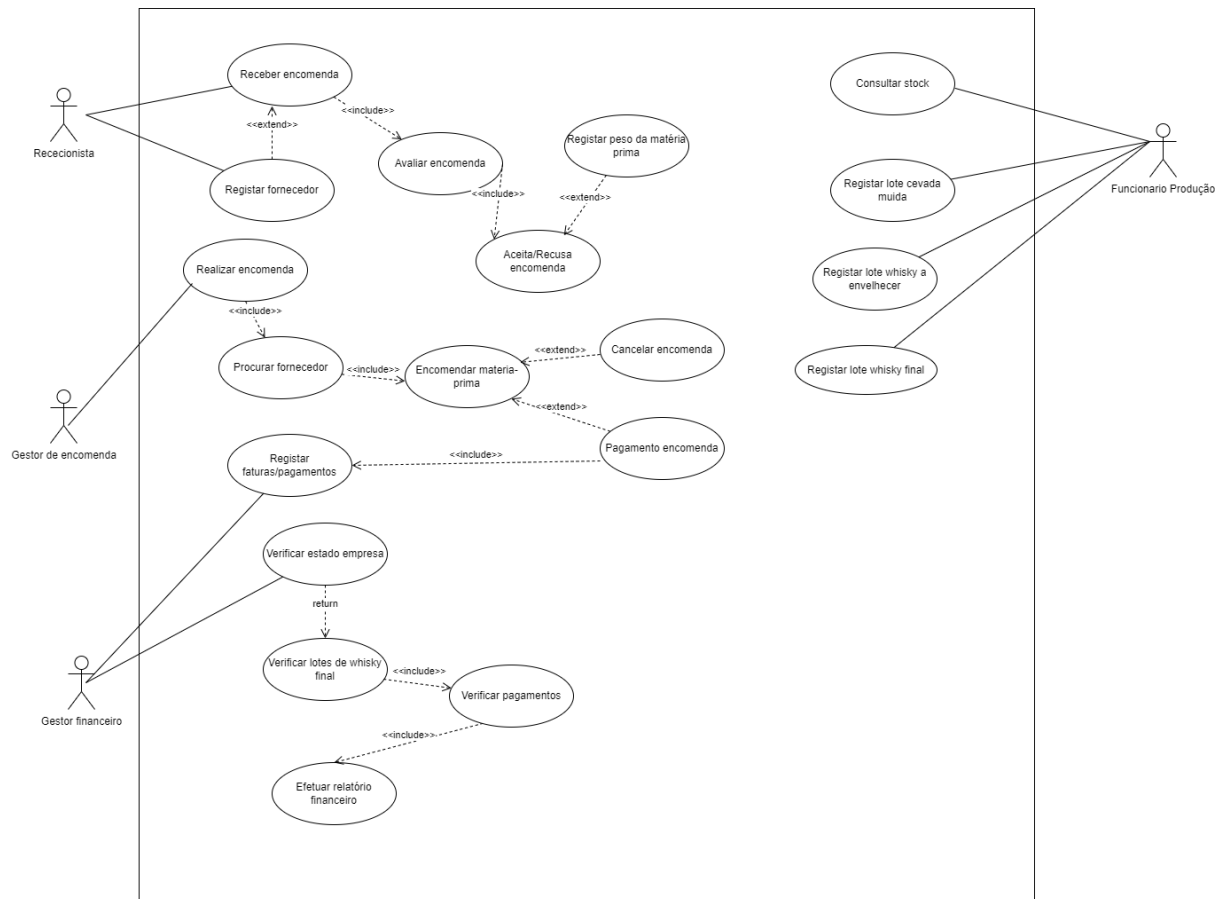 Receber encomenda
Consultar stock
<<include>>
<<extend>>
Registar peso da matéria
prima
Rececionista
Avaliar encomenda
Registar fornecedor
<<include>>
<<extend>>
Registar lote cevada
muida
Funcionario Produção
Aceita/Recusa
encomenda
Realizar encomenda
Registar lote whisky a
envelhecer
<<include>>
Procurar fornecedor
<<include>>
Encomendar materia-
prima
<<extend>>
Cancelar encomenda
Registar lote whisky final
<<extend>>
Gestor de encomenda
Pagamento encomenda
Registar
faturas/pagamentos
<<include>>
Verificar estado empresa
return
Verificar lotes de whisky
final
<<include>>
Verificar pagamentos
Gestor financeiro
<<include>>
Efetuar relatório
financeiro